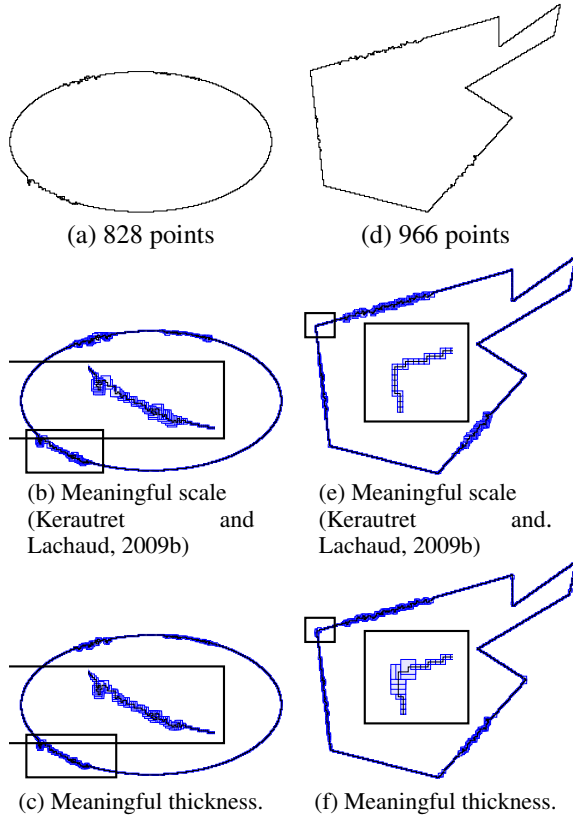 (a) 828 points
(d) 966 points
(b) Meaningful scale
(Kerautret and
Lachaud, 2009b)
(e) Meaningful scale
(Kerautret and.
Lachaud, 2009b)
(c) Meaningful thickness.
(f) Meaningful thickness.